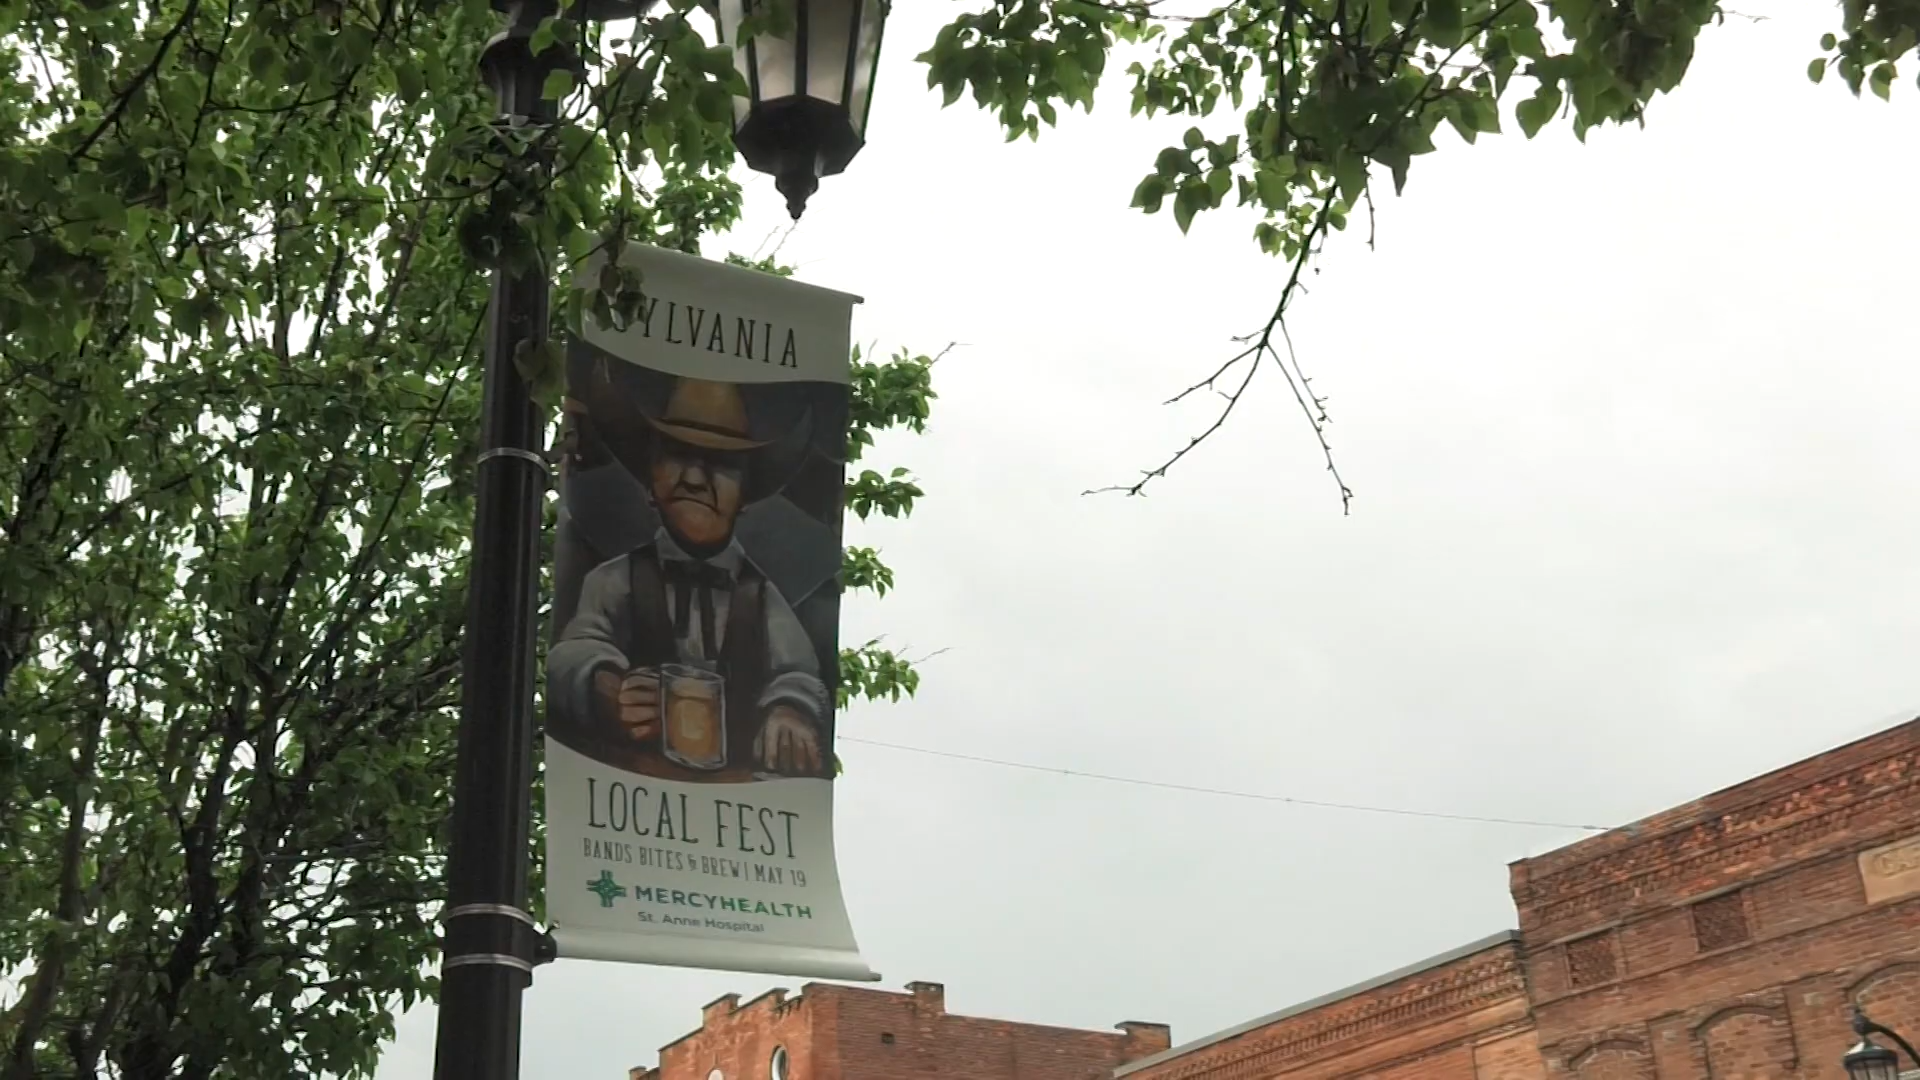 SYLVANIA
LOCAL FEST
BANDS BITES & BREW | MAY 19
MERCYHEALTH
St. Anne Hospital